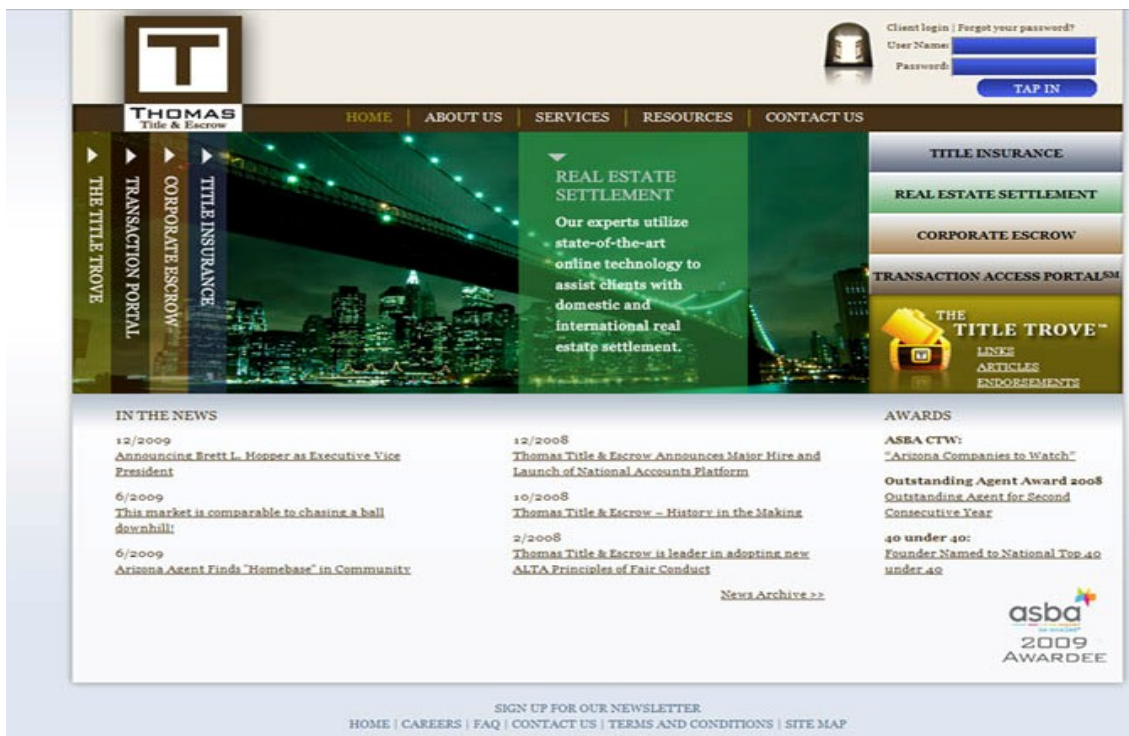 T
THOMAS
Title & Escrow
Client login | Forgot your password?
User Name:
Password:
TAP IN
HOME | ABOUT US | SERVICES | RESOURCES | CONTACT US
THE TITLE TROVE
TRANSACTION PORTAL
CORPORATE ESCROW
TITLE INSURANCE
REAL ESTATE
SETTLEMENT
Our experts utilize
state-of-the-art
online technology to
assist clients with
domestic and
international real
estate settlement.
TITLE INSURANCE
REAL ESTATE SETTLEMENT
CORPORATE ESCROW
TRANSACTION ACCESS PORTAL℠
THE
TITLE TROVE™
LINKS
ARTICLES
ENDORSEMENTS
IN THE NEWS
12/2009
Announcing Brett L. Hopper as Executive Vice
President
6/2009
This market is comparable to chasing a ball
downhill!
6/2009
Arizona Agent Finds "Homebase" in Community
12/2008
Thomas Title & Escrow Announces Major Hire and
Launch of National Accounts Platform
10/2008
Thomas Title & Escrow – History in the Making
2/2008
Thomas Title & Escrow is leader in adopting new
ALTA Principles of Fair Conduct
News Archive >>
AWARDS
ASBA CTW:
"Arizona Companies to Watch"
Outstanding Agent Award 2008
Outstanding Agent for Second
Consecutive Year
40 under 40:
Founder Named to National Top 40
under 40
asba
2009
AWARDEE
SIGN UP FOR OUR NEWSLETTER
HOME | CAREERS | FAQ | CONTACT US | TERMS AND CONDITIONS | SITE MAP